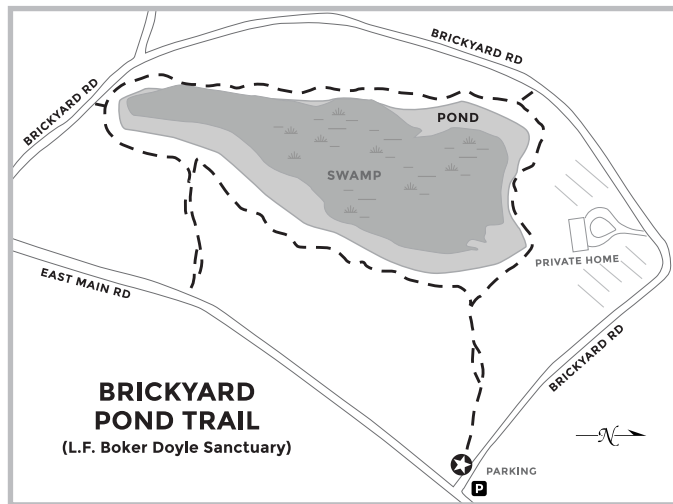 BRICKYARD RD
BRICKYARD RD
POND
SWAMP
PRIVATE HOME
EAST MAIN RD
BRICKYARD RD
BRICKYARD
POND TRAIL
(L.F. Boker Doyle Sanctuary)
N
PARKING
P